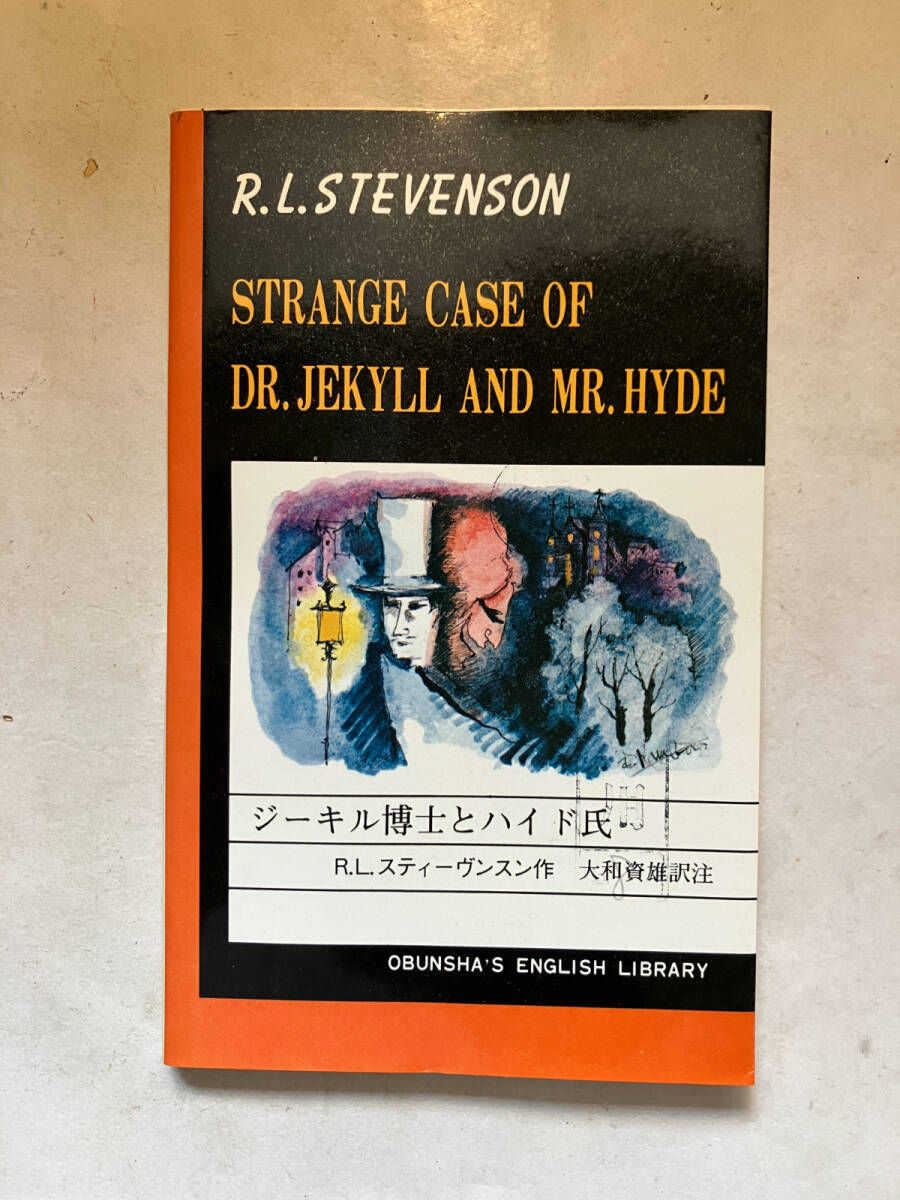 R.L.STEVENSON
STRANGE CASE OF
DR. JEKYLL AND MR. HYDE
ジーキル博士とハイド氏
R.L.スティーヴンスン作 大和資雄訳注
OBUNSHA'S ENGLISH LIBRARY